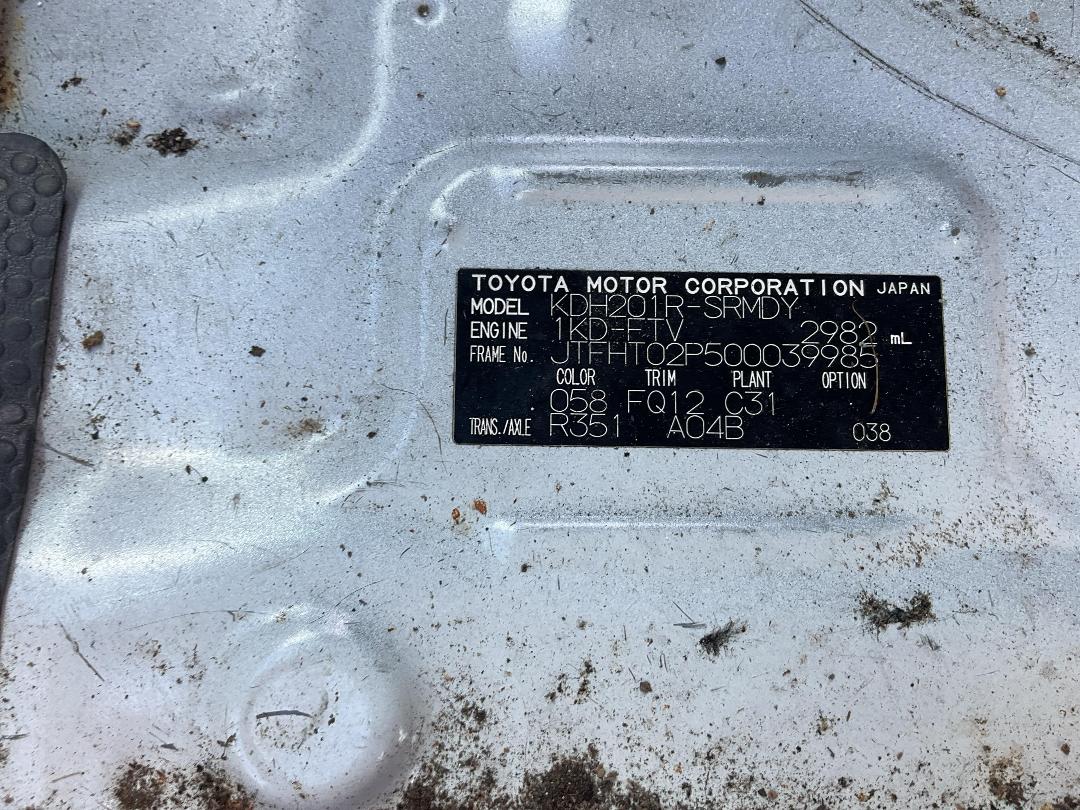 TOYOTA MOTOR CORPORATION JAPAN
MODEL KDH201R-SRMDY
ENGINE 1KD-FTV 2982 mL
FRAME No. JTFHT02P500039985
COLOR TRIM PLANT OPTION
058 FQ12 C31
TRANS./AXLE R351 A04B 038